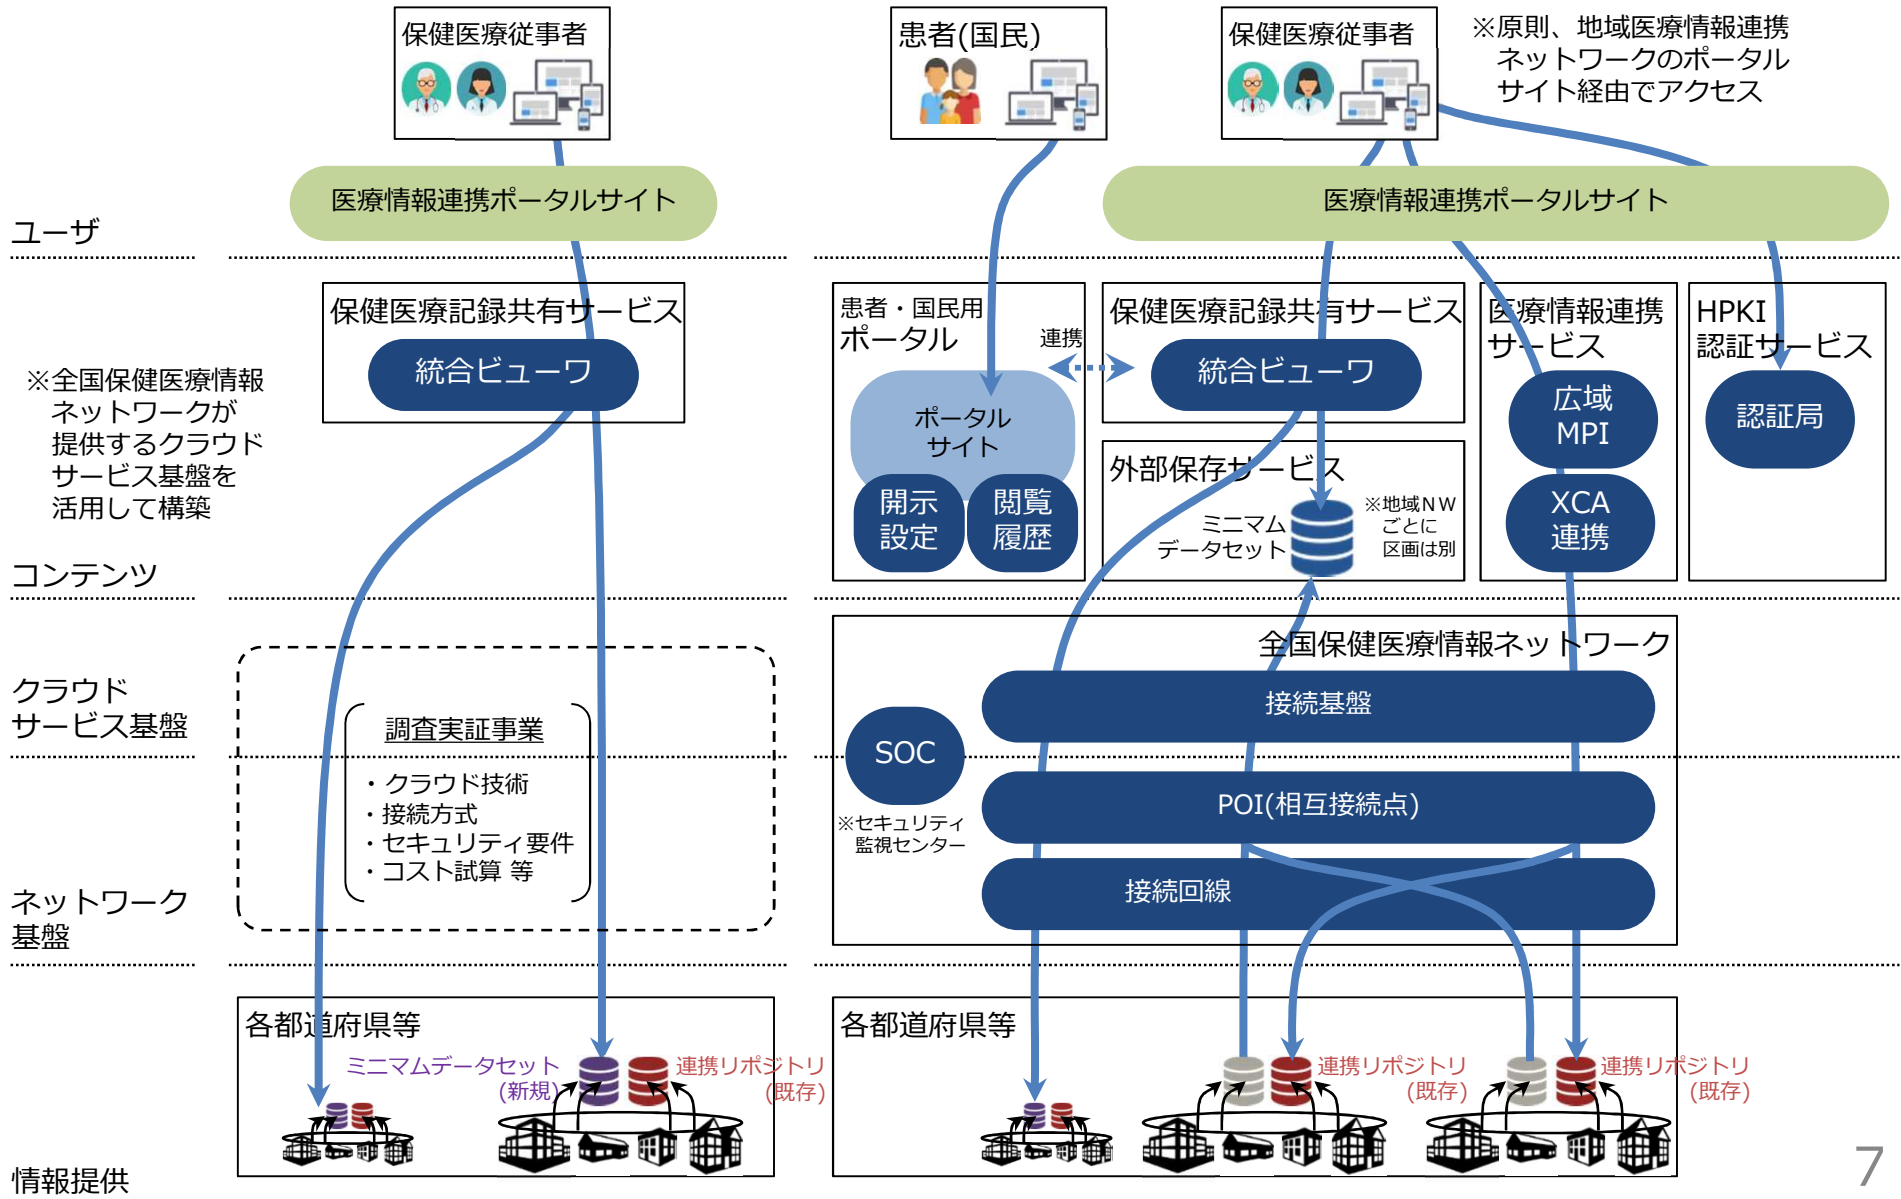 保健医療従事者
患者(国民)
保健医療従事者
※原則、地域医療情報連携
ネットワークのポータル
サイト経由でアクセス
医療情報連携ポータルサイト
医療情報連携ポータルサイト
ユーザ
保健医療記録共有サービス
統合ビューワ
患者・国民用
ポータル
連携
保健医療記録共有サービス
統合ビューワ
医療情報連携
サービス
HPKI
認証サービス
※全国保健医療情報
ネットワークが
提供するクラウド
サービス基盤を
活用して構築
ポータル
サイト
開示
設定
閲覧
履歴
外部保存サービス
ミニマム
データセット
※地域ＮＷ
ごとに
区画は別
広域
MPI
XCA
連携
認証局
コンテンツ
全国保健医療情報ネットワーク
クラウド
サービス基盤
調査実証事業
・クラウド技術
・接続方式
・セキュリティ要件
・コスト試算 等
接続基盤
SOC
※セキュリティ
監視センター
POI(相互接続点)
接続回線
ネットワーク
基盤
各都道府県等
ミニマムデータセット
(新規)
連携リポジトリ
(既存)
各都道府県等
連携リポジトリ
(既存)
連携リポジトリ
(既存)
情報提供
7